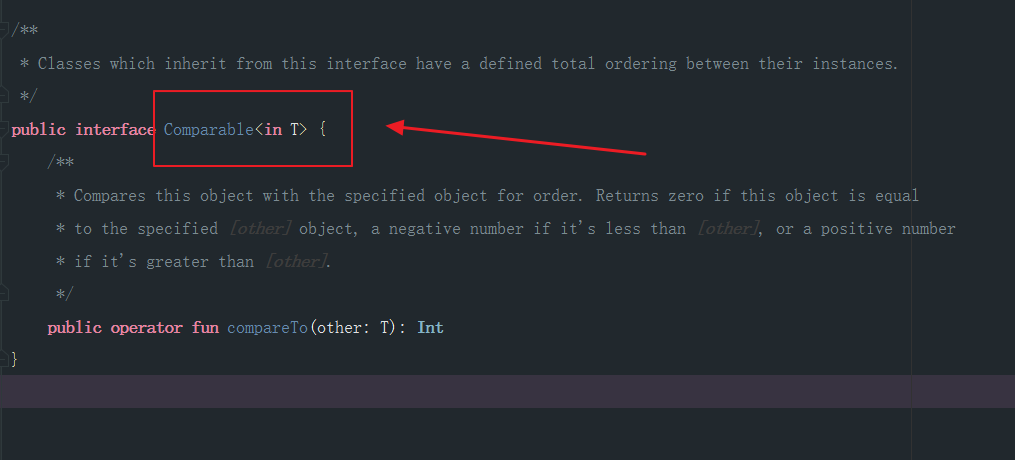 /**
* Classes which inherit from this interface have a defined total ordering between their instances.
*/
public interface Comparable<in T> {
/**
* Compares this object with the specified object for order. Returns zero if this object is equal
* to the specified [other] object, a negative number if it's less than [other], or a positive number
* if it's greater than [other].
*/
public operator fun compareTo(other: T): Int
}